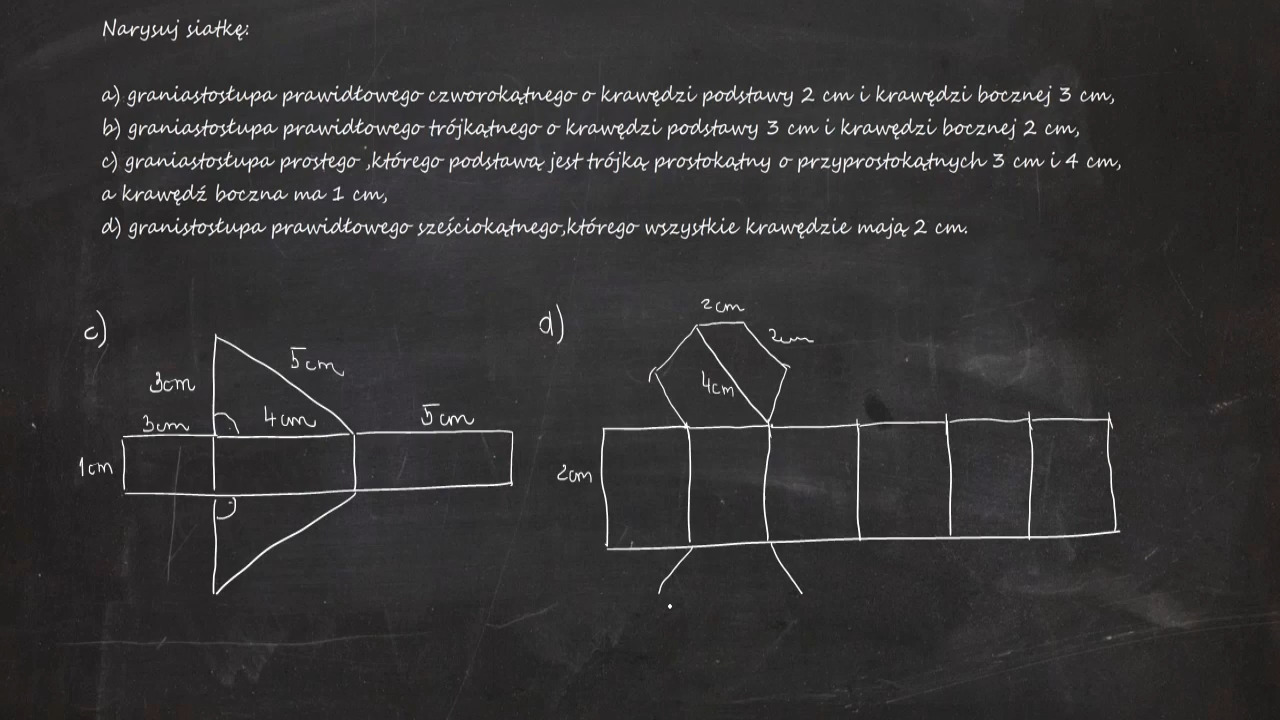 Narysuj siatkę:
a) graniastosłupa prawidłowego czworokątnego o krawędzi podstawy 2 cm i krawędzi bocznej 3 cm,
b) graniastosłupa prawidłowego trójkątnego o krawędzi podstawy 3 cm i krawędzi bocznej 2 cm,
c) graniastosłupa prostego ,którego podstawą jest trójką prostokątny o przyprostokątnych 3 cm i 4 cm,
a krawędź boczna ma 1 cm,
d) granistosłupa prawidłowego sześciokątnego,którego wszystkie krawędzie mają 2 cm.
c)
3cm
5cm
3cm
4cm
5cm
1cm
d)
2cm
2cm
4cm
2cm